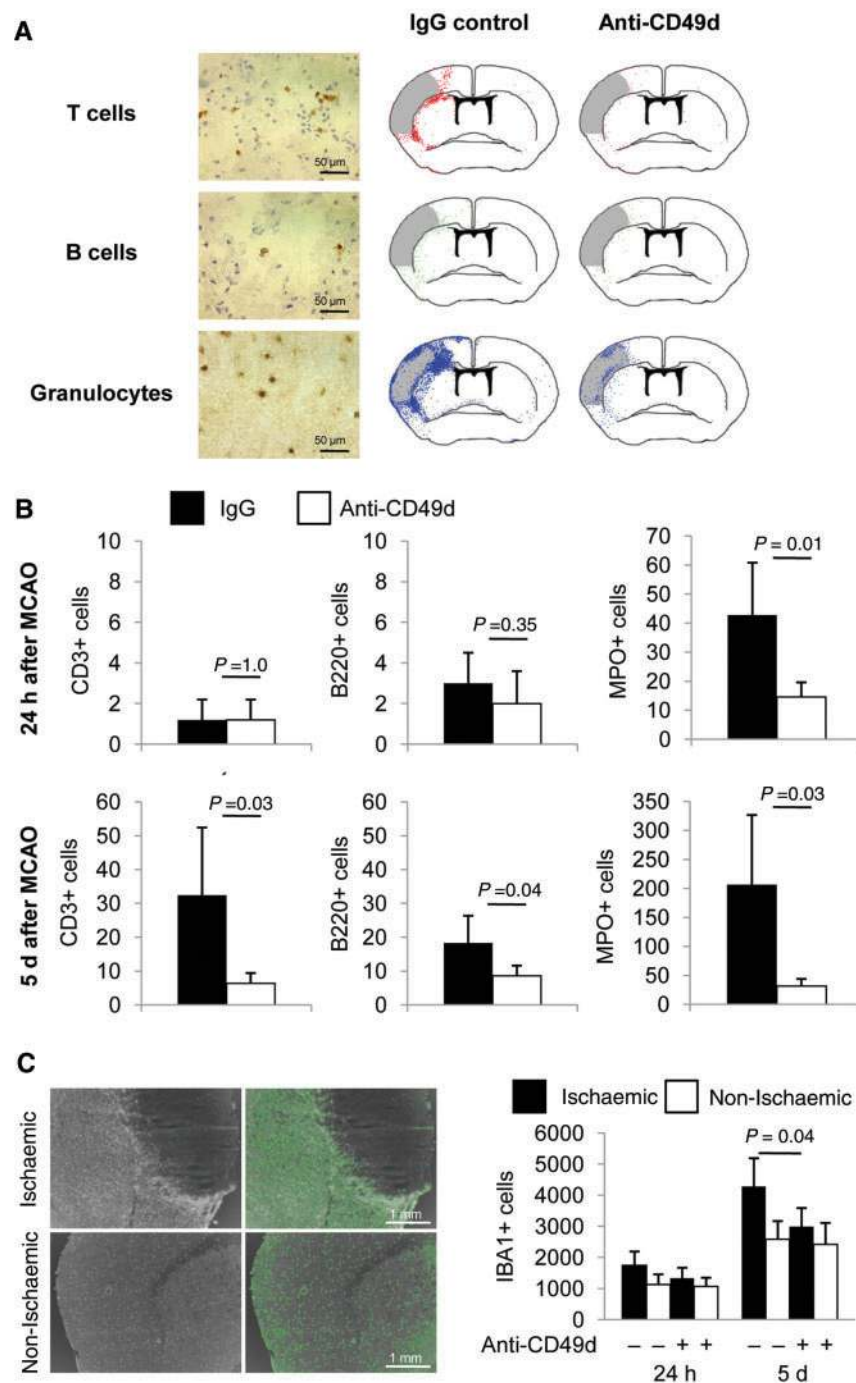 A
IgG control
Anti-CD49d
T cells
50 µm
B cells
50 µm
Granulocytes
50 µm
B
IgG
Anti-CD49d
24 h after MCAO
CD3+ cells
10
8
6
4
2
0
P =1.0
B220+ cells
10
8
6
4
2
0
P =0.35
MPO+ cells
70
60
50
40
30
20
10
0
P = 0.01
5 d after MCAO
CD3+ cells
60
50
40
30
20
10
0
P =0.03
B220+ cells
60
50
40
30
20
10
0
P =0.04
MPO+ cells
350
300
250
200
150
100
50
0
P =0.03
C
Ischaemic
1 mm
Non-Ischaemic
1 mm
Ischaemic
Non-Ischaemic
IBA1+ cells
6000
5000
4000
3000
2000
1000
0
P = 0.04
Anti-CD49d
– – + + – – + +
24 h
5 d